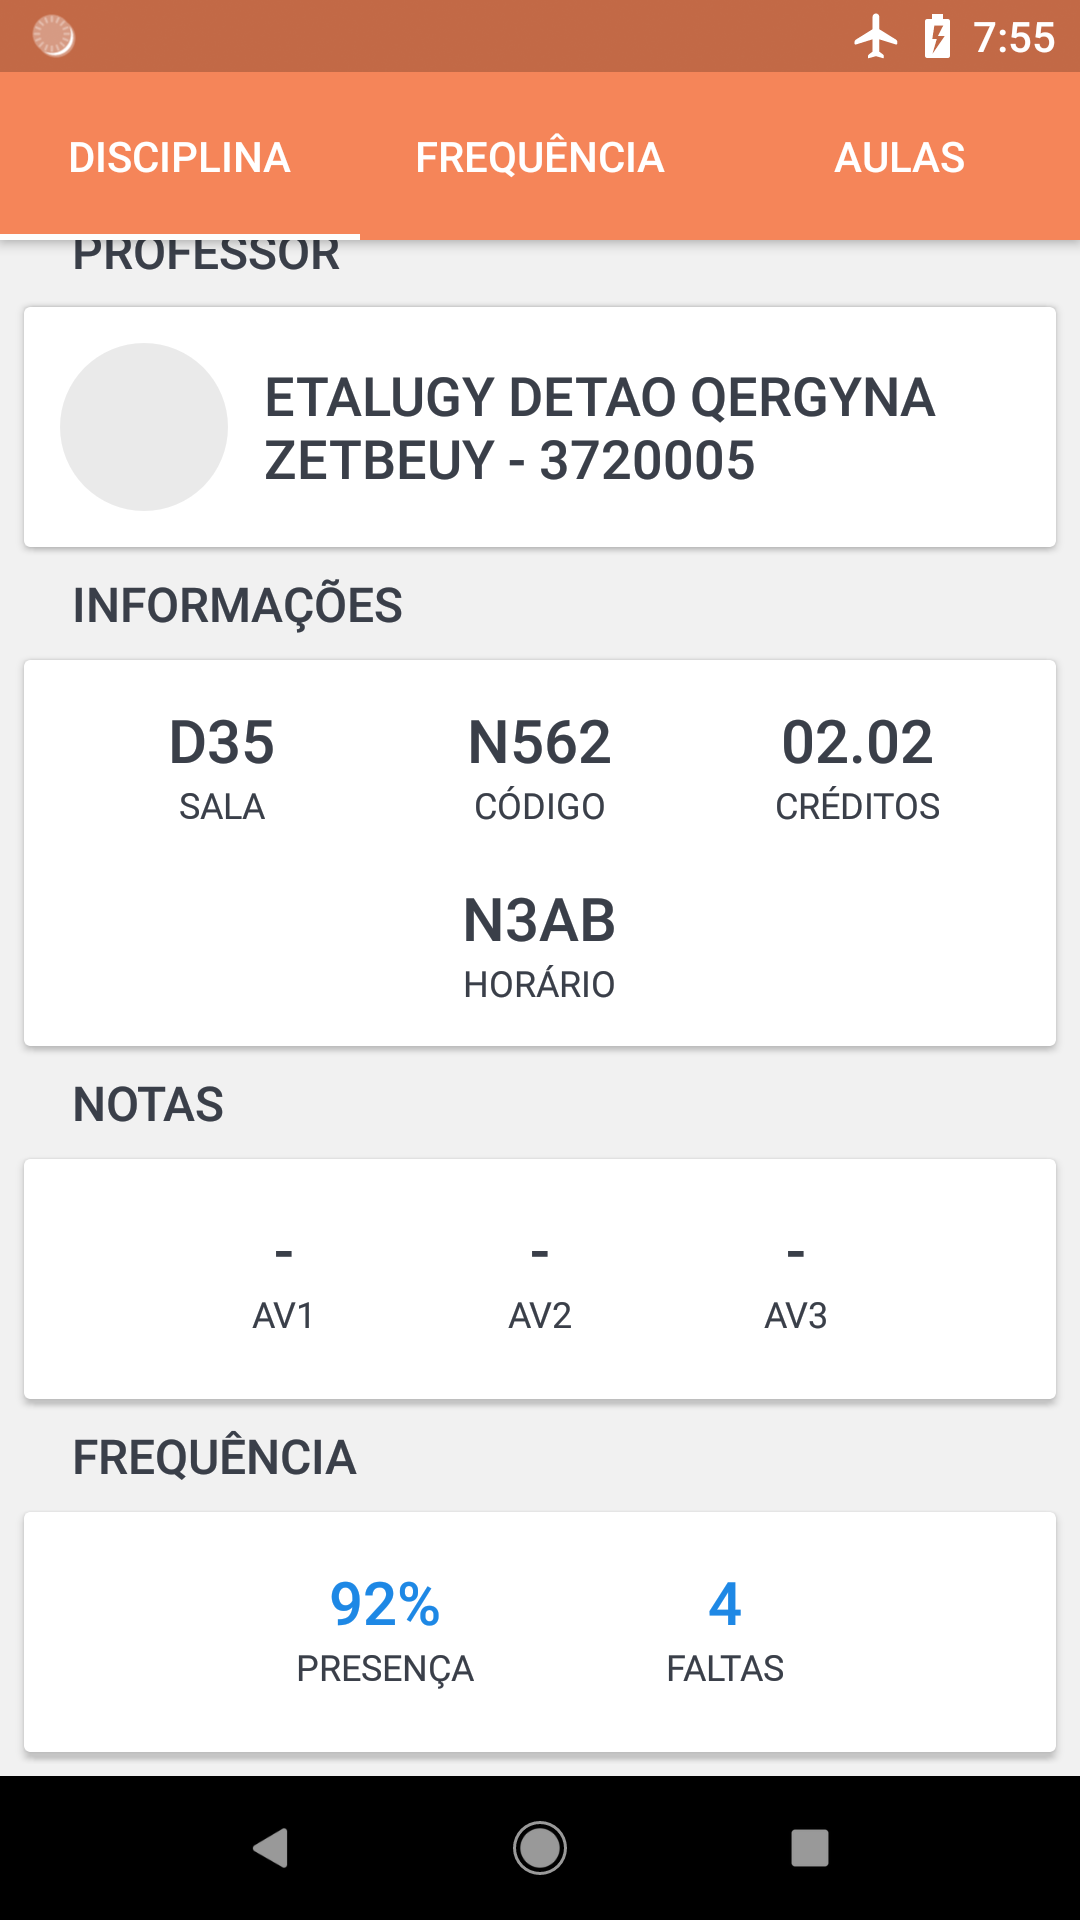 7:55
DISCIPLINA FREQUÊNCIA AULAS
PROFESSOR
ETALUGY DETAO QERGYNA
ZETBEUY - 3720005
INFORMAÇÕES
D35 N562 02.02
SALA CÓDIGO CRÉDITOS
N3AB
HORÁRIO
NOTAS
- - -
AV1 AV2 AV3
FREQUÊNCIA
92% 4
PRESENÇA FALTAS